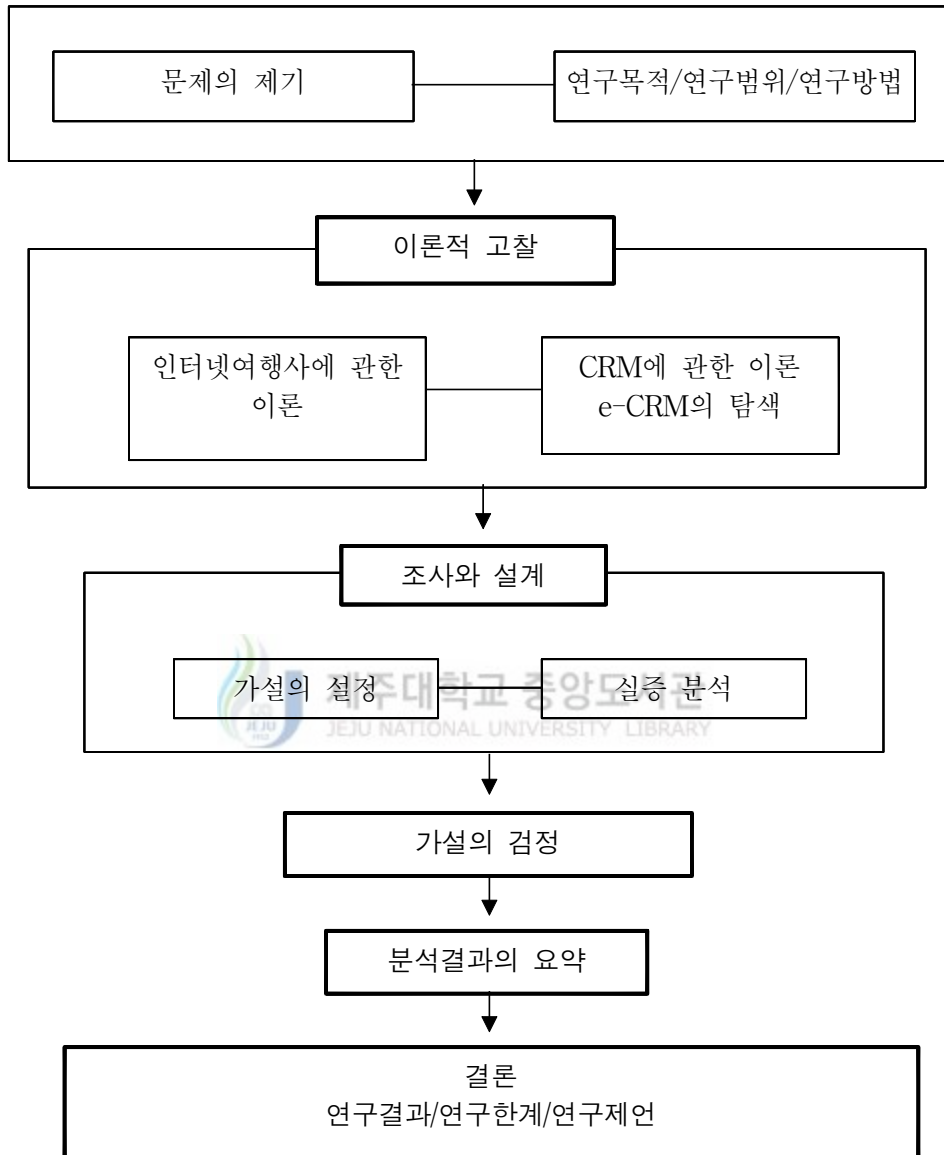 문제의 제기
연구목적/연구범위/연구방법
이론적 고찰
인터넷여행사에 관한
이론
CRM에 관한 이론
e-CRM의 탐색
조사와 설계
가설의 설정
실증 분석
제주대학교 중앙도서관
JEJU NATIONAL UNIVERSITY LIBRARY
가설의 검정
분석결과의 요약
결론
연구결과/연구한계/연구제언